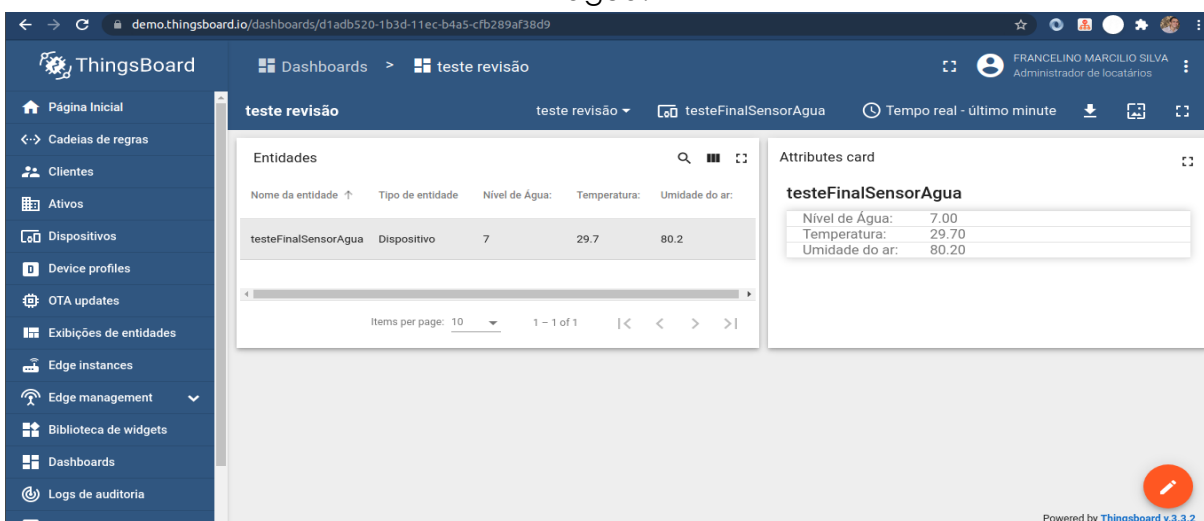 demo.thingsboard.io/dashboards/d1adb520-1b3d-11ec-b4a5-cfb289af38d9
ThingsBoard
Dashboards > teste revisão
FRANCELINO MARCILIO SILVA
Administrador de locatários
Página Inicial
Cadeias de regras
Clientes
Ativos
Dispositivos
Device profiles
OTA updates
Exibições de entidades
Edge instances
Edge management
Biblioteca de widgets
Dashboards
Logs de auditoria
teste revisão teste revisão testeFinalSensorAgua Tempo real - último minute
Entidades
Nome da entidade ↑ Tipo de entidade Nível de Água: Temperatura: Umidade do ar:
testeFinalSensorAgua Dispositivo 7 29.7 80.2
Items per page: 10 1 – 1 of 1
Attributes card
testeFinalSensorAgua
Nível de Água: 7.00
Temperatura: 29.70
Umidade do ar: 80.20
Powered by Thingsboard v.3.3.2